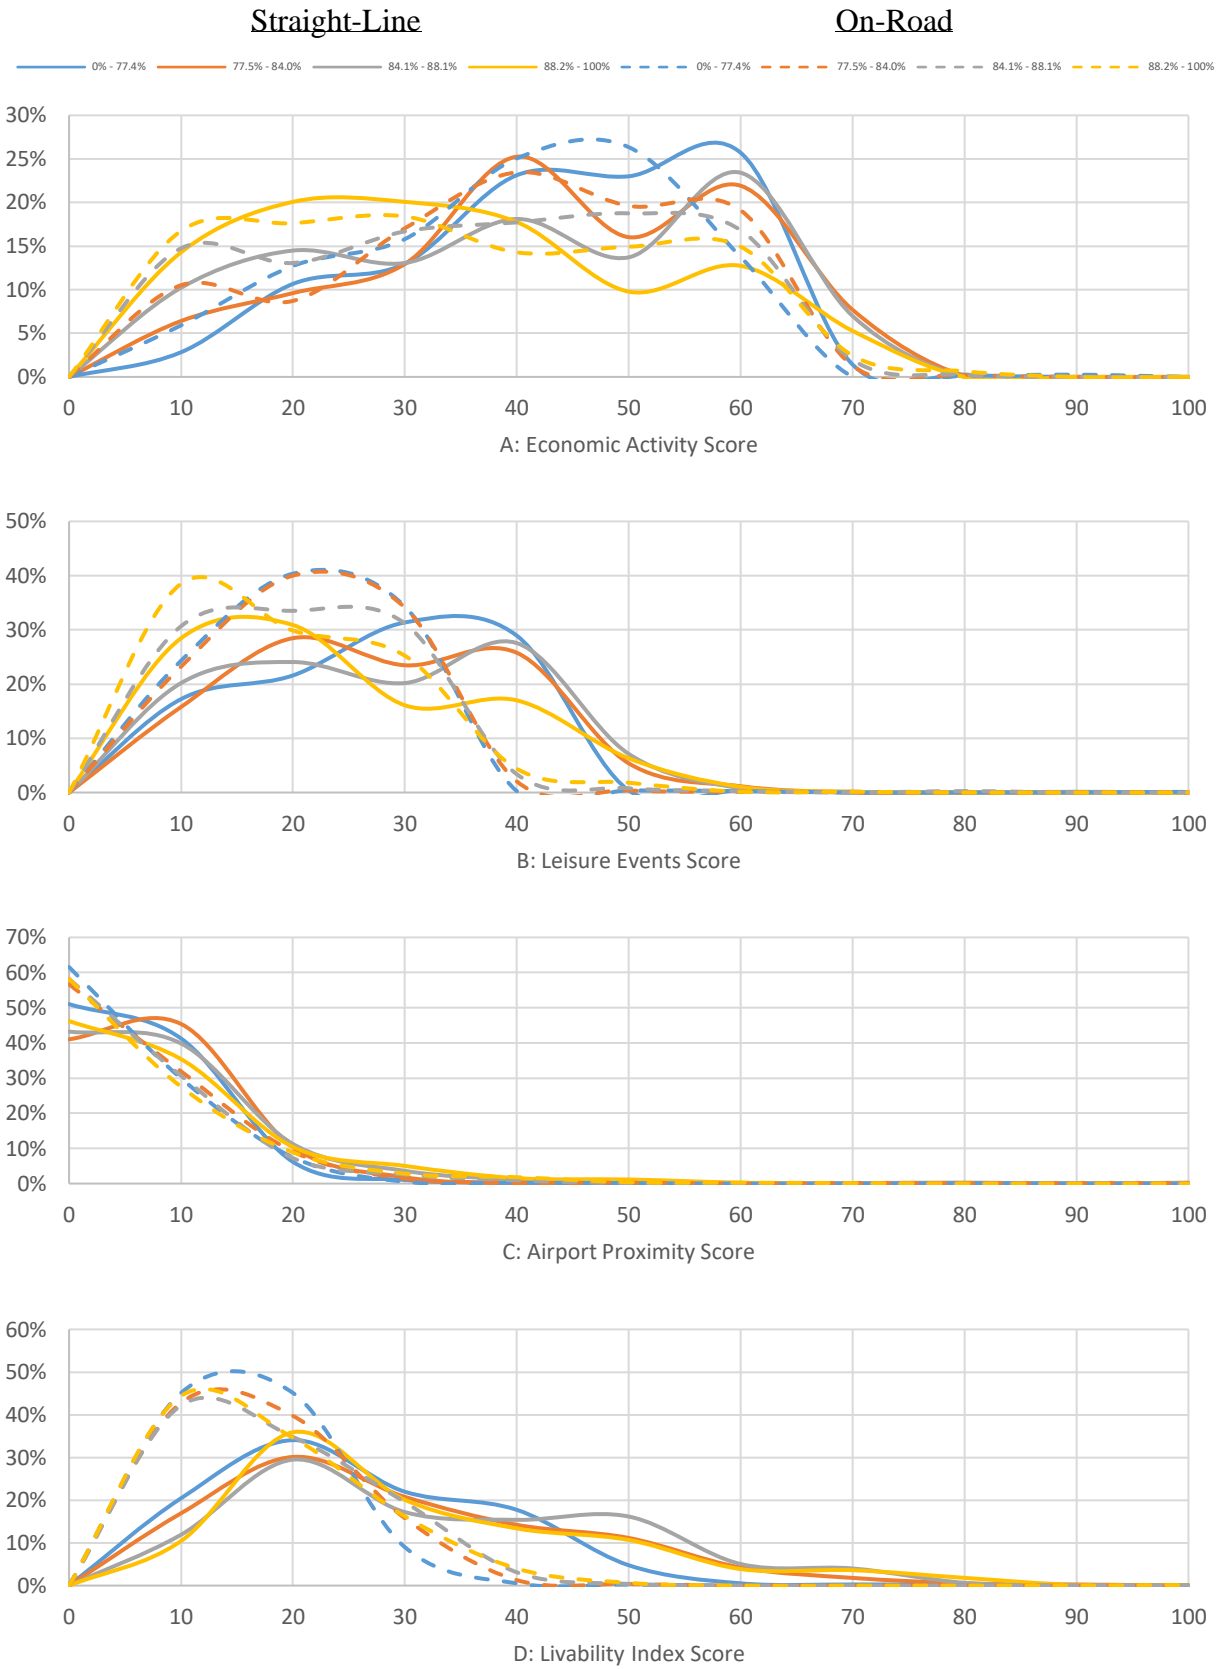 Straight-Line On-Road
0% - 77.4% 77.5% - 84.0% 84.1% - 88.1% 88.2% - 100% 0% - 77.4% 77.5% - 84.0% 84.1% - 88.1% 88.2% - 100%
30%
25%
20%
15%
10%
5%
0%
0 10 20 30 40 50 60 70 80 90 100
A: Economic Activity Score
50%
40%
30%
20%
10%
0%
0 10 20 30 40 50 60 70 80 90 100
B: Leisure Events Score
70%
60%
50%
40%
30%
20%
10%
0%
0 10 20 30 40 50 60 70 80 90 100
C: Airport Proximity Score
60%
50%
40%
30%
20%
10%
0%
0 10 20 30 40 50 60 70 80 90 100
D: Livability Index Score